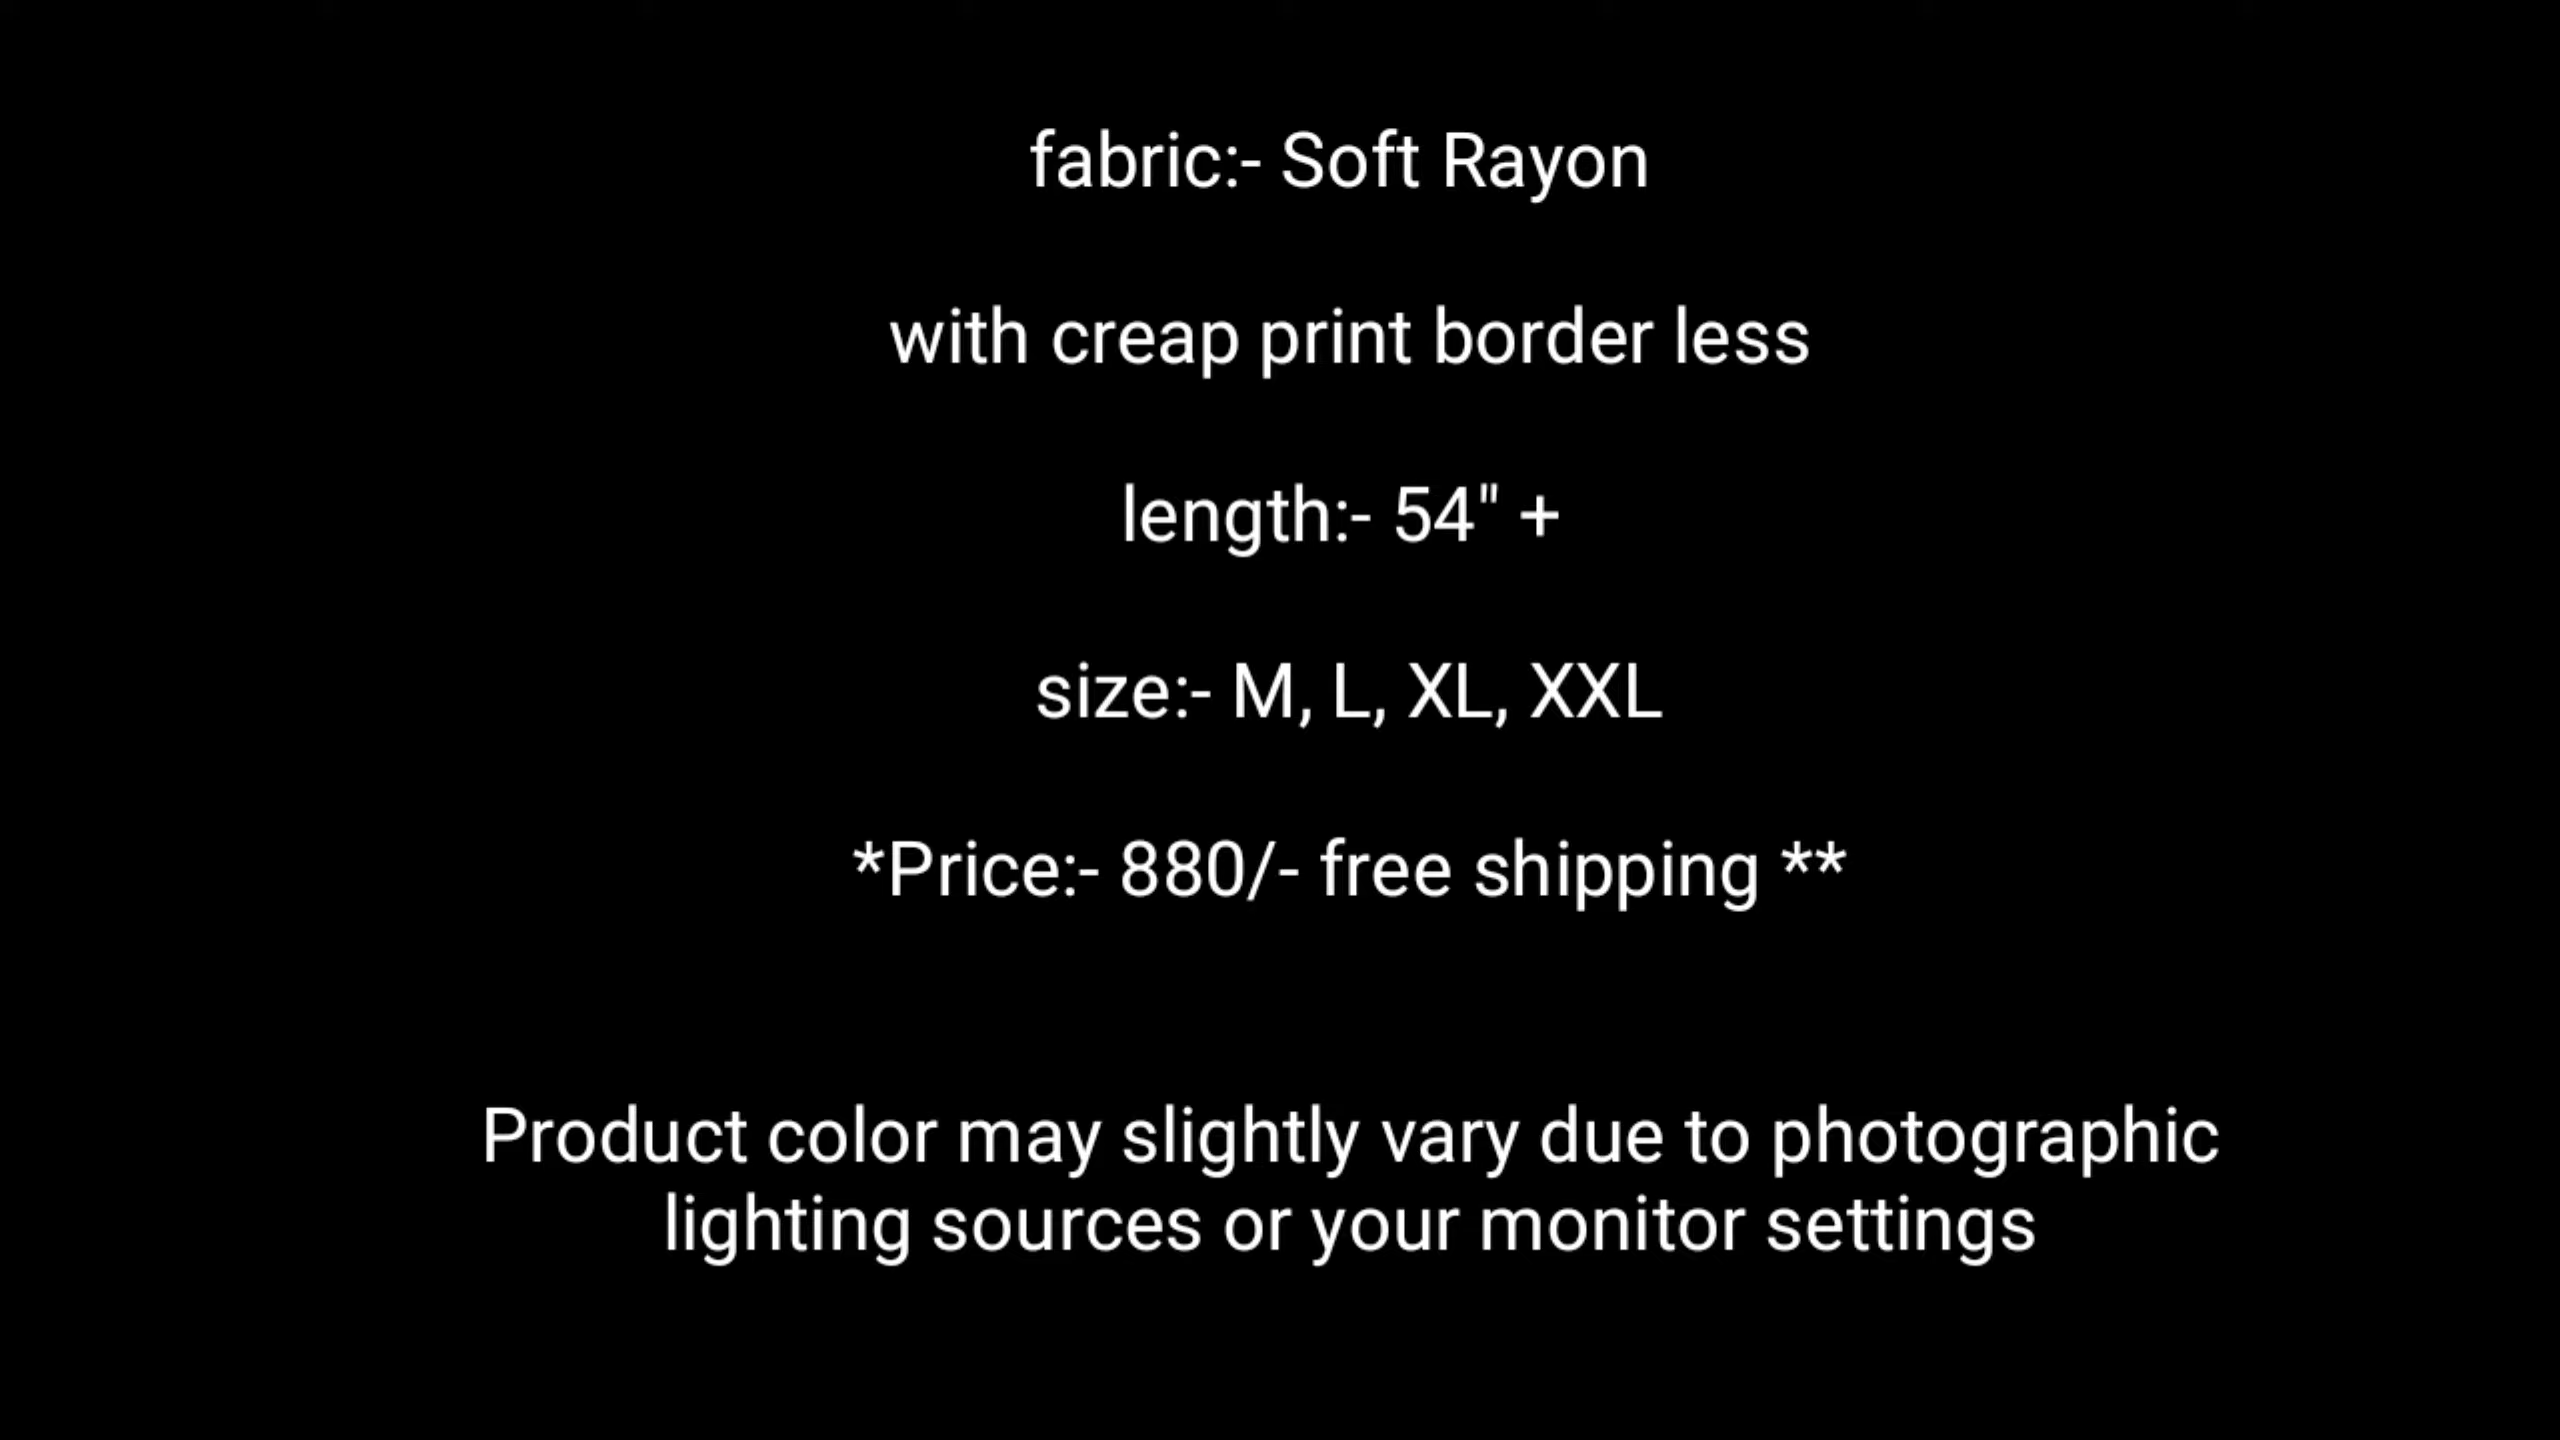 fabric:- Soft Rayon
with creap print border less
length:- 54" +
size:- M, L, XL, XXL
*Price:- 880/- free shipping **
Product color may slightly vary due to photographic
lighting sources or your monitor settings